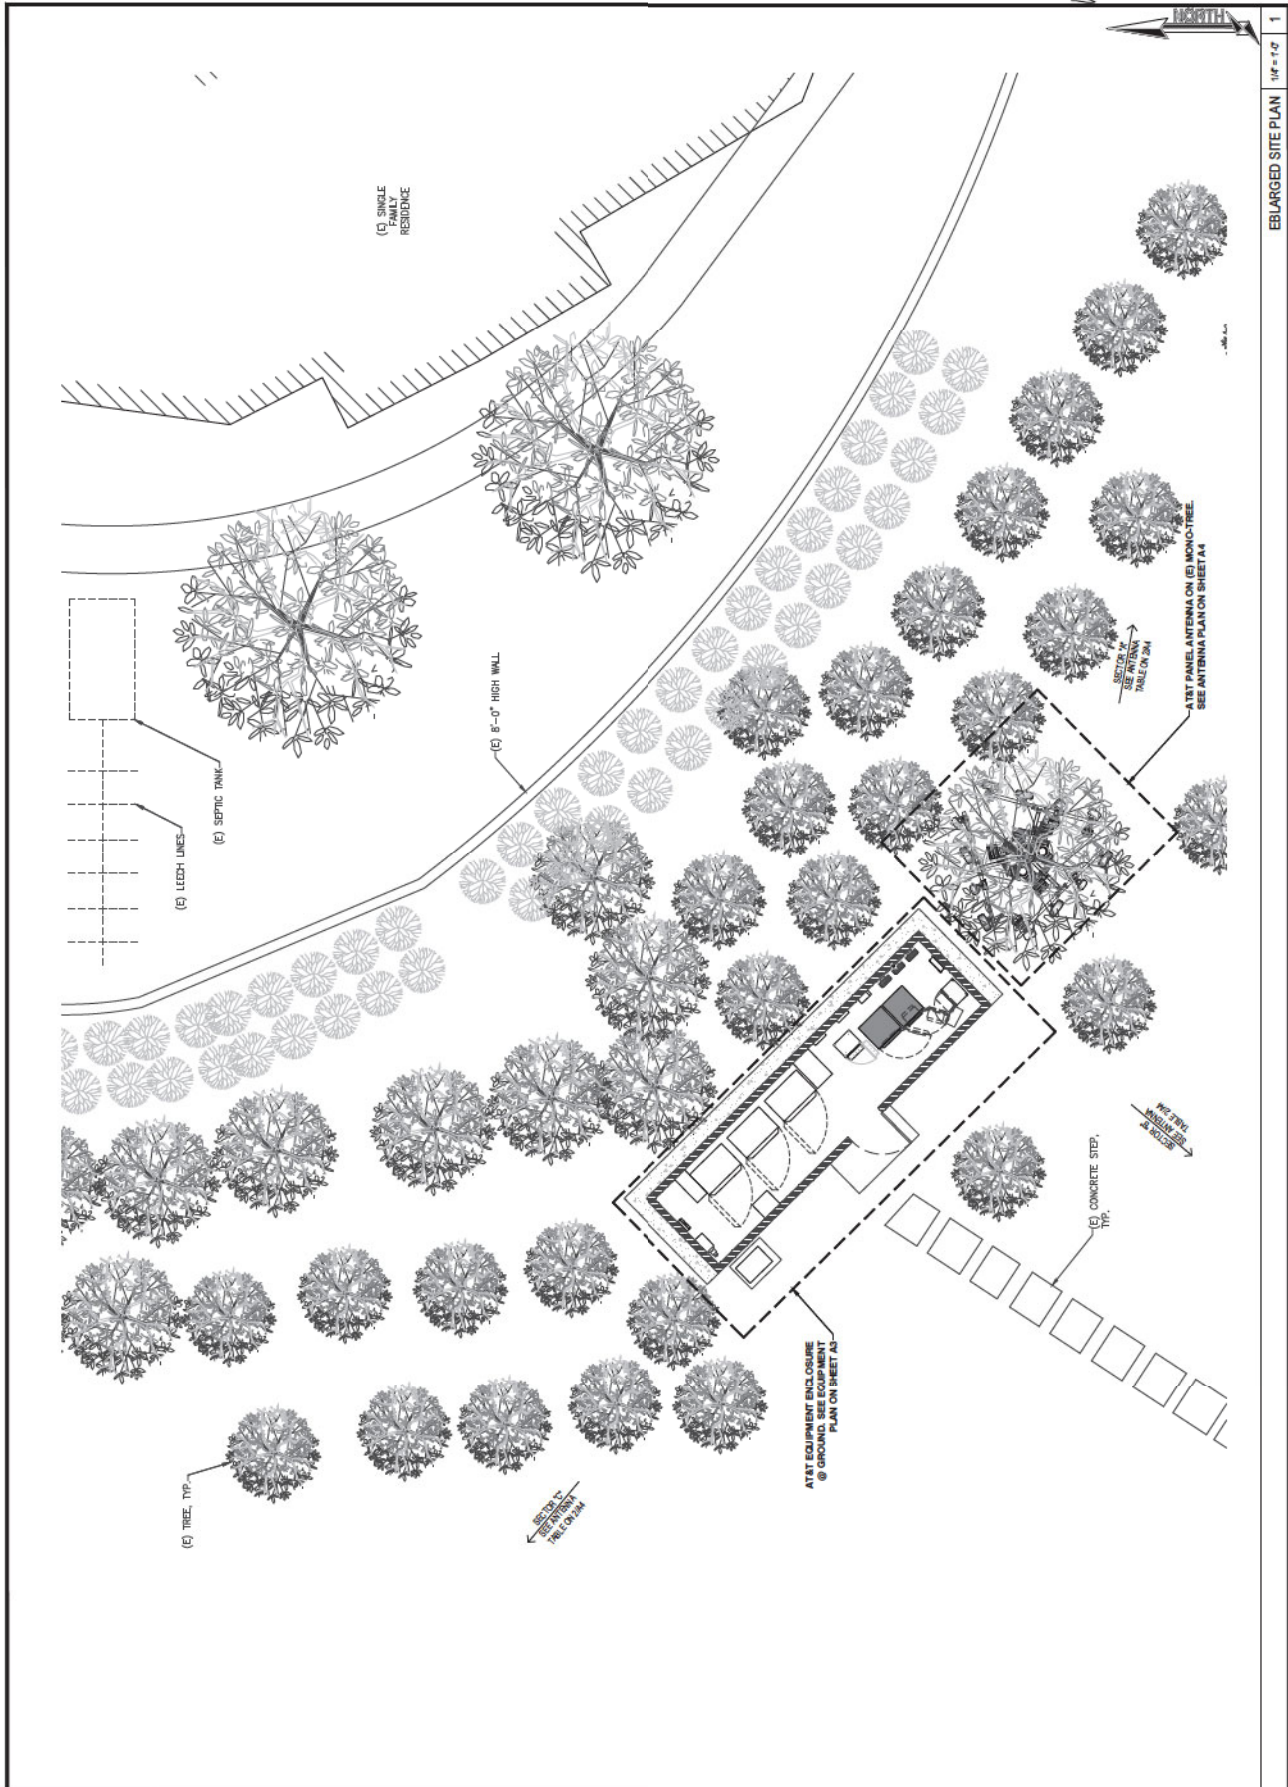 NORTH
(E) SINGLE
FAMILY
RESIDENCE
(E) SEPTIC TANK
(E) LEECH LINES
(E) 8'-0" HIGH WALL
AT&T PANEL ANTENNA ON (E) MONO-TREE.
SEE ANTENNA PLAN ON SHEET A4
SECTOR "A"
SEE ANTENNA
TABLE ON 2/A4
SECTOR "B"
SEE ANTENNA
(E) CONCRETE STEP,
TYP.
AT&T EQUIPMENT ENCLOSURE
@ GROUND. SEE EQUIPMENT
PLAN ON SHEET A3
(E) TREE, TYP.
SECTOR "C"
SEE ANTENNA
TABLE ON 2/A4
EBLARGED SITE PLAN
1/4" = 1'-0"
1